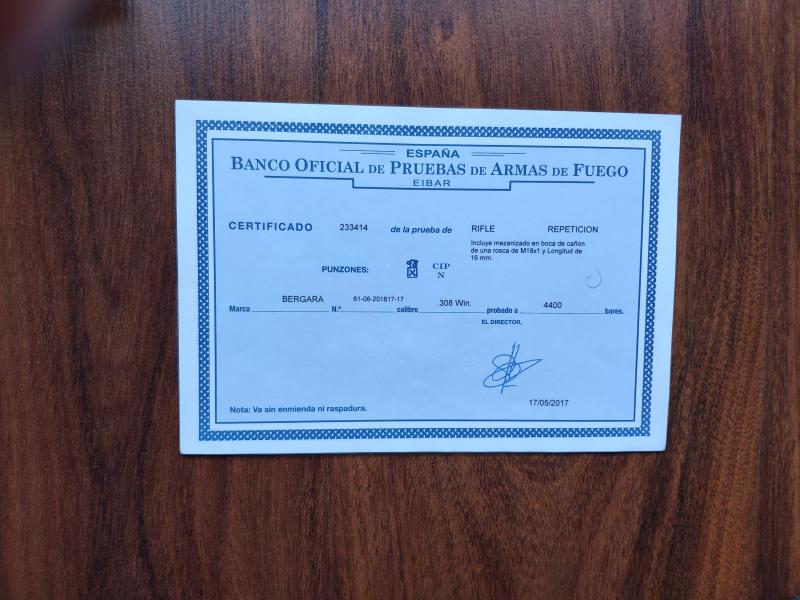 ESPAÑA
BANCO OFICIAL DE PRUEBAS DE ARMAS DE FUEGO
EIBAR
CERTIFICADO 233414 de la prueba de RIFLE REPETICION
Incluye mecanizado en boca de cañon
de una rosca de M18x1 y Longitud de
16 mm.
PUNZONES: CIP
N
Marca BERGARA N.º 61-06-201817-17 calibre .308 Win. probado a 4400 bares.
EL DIRECTOR,
17/05/2017
Nota: Va sin enmienda ni raspadura.